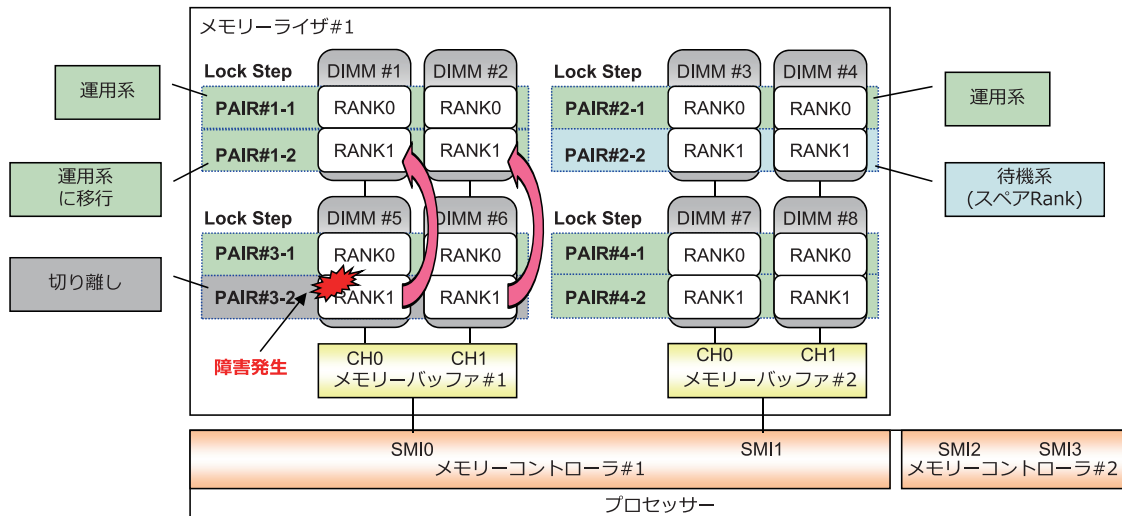 メモリーライザ#1
Lock Step
DIMM #1
DIMM #2
運用系
PAIR#1-1
RANK0
RANK0
PAIR#1-2
RANK1
RANK1
運用系
に移行
Lock Step
DIMM #5
DIMM #6
PAIR#3-1
RANK0
RANK0
切り離し
PAIR#3-2
RANK1
RANK1
障害発生
CH0
CH1
メモリーバッファ#1
Lock Step
DIMM #3
DIMM #4
運用系
PAIR#2-1
RANK0
RANK0
PAIR#2-2
RANK1
RANK1
待機系
(スペアRank)
Lock Step
DIMM #7
DIMM #8
PAIR#4-1
RANK0
RANK0
PAIR#4-2
RANK1
RANK1
CH0
CH1
メモリーバッファ#2
SMI0
SMI1
メモリーコントローラ#1
SMI2
SMI3
メモリーコントローラ#2
プロセッサー